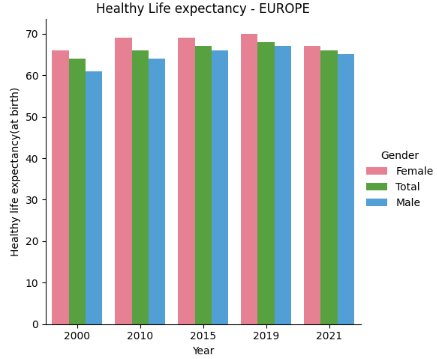 Healthy Life expectancy - EUROPE
Healthy life expectancy(at birth)
70
60
50
40
30
20
10
0
2000 2010 2015 2019 2021
Year
Gender
Female
Total
Male